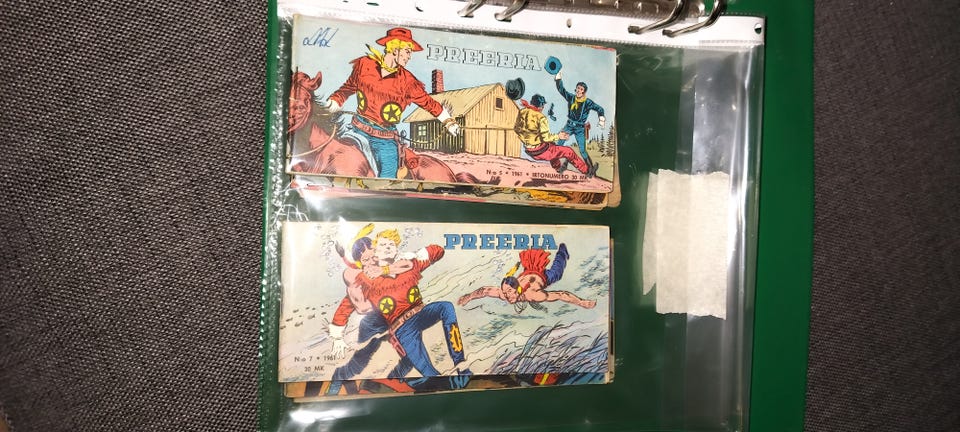 PREERIA
N:o 5 • 1961 • IRTONUMERO 30 MK
PREERIA
N:o 7 • 1961
30 MK